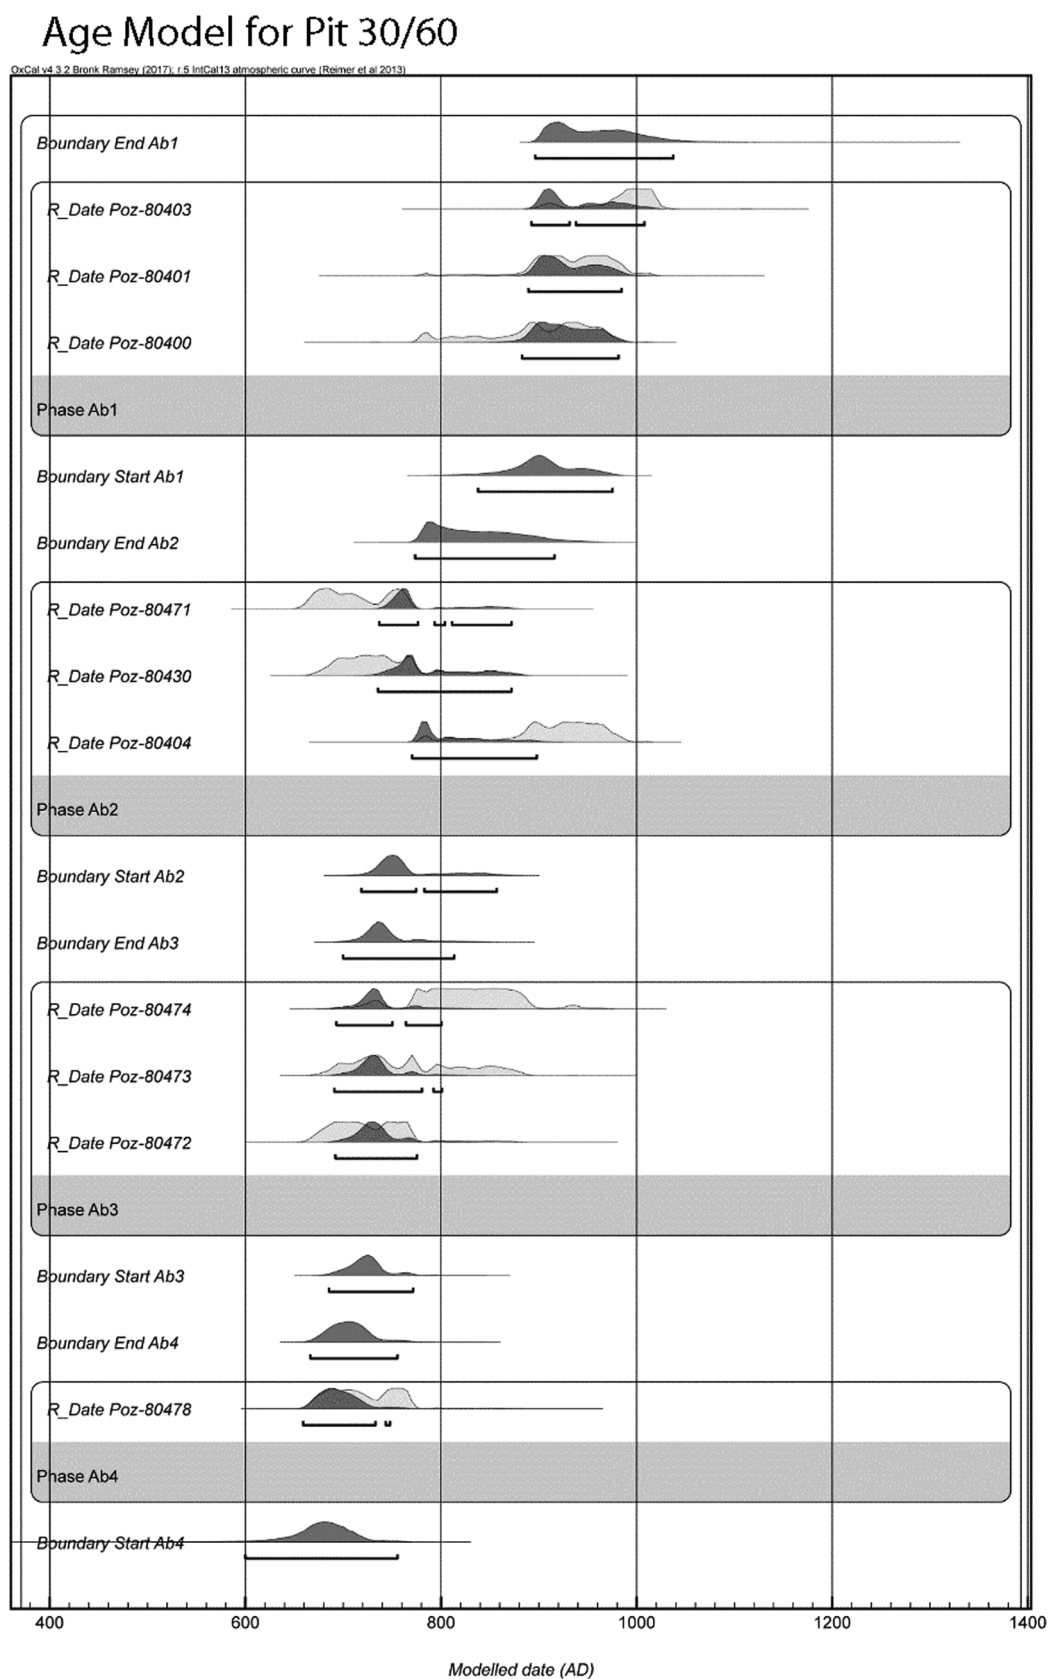 Age Model for Pit 30/60
OxCal v4.3.2 Bronk Ramsey (2017); r:5 IntCal13 atmospheric curve (Reimer et al 2013)
Boundary End Ab1
R_Date Poz-80403
R_Date Poz-80401
R_Date Poz-80400
Phase Ab1
Boundary Start Ab1
Boundary End Ab2
R_Date Poz-80471
R_Date Poz-80430
R_Date Poz-80404
Phase Ab2
Boundary Start Ab2
Boundary End Ab3
R_Date Poz-80474
R_Date Poz-80473
R_Date Poz-80472
Phase Ab3
Boundary Start Ab3
Boundary End Ab4
R_Date Poz-80478
Phase Ab4
Boundary Start Ab4
400 600 800 1000 1200 1400
Modelled date (AD)